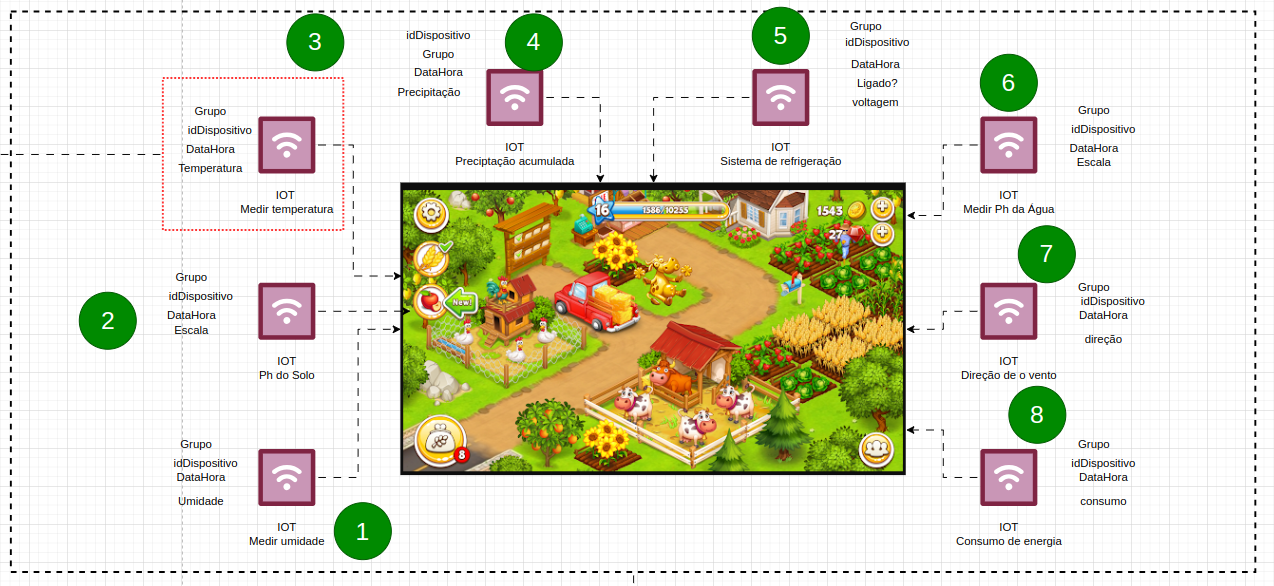 3
Grupo
idDispositivo
DataHora
Temperatura
IOT
Medir temperatura
idDispositivo
Grupo
DataHora
Precipitação
4
IOT
Preciptação acumulada
5
Grupo
idDispositivo
DataHora
Ligado?
voltagem
IOT
Sistema de refrigeração
6
Grupo
idDispositivo
DataHora
Escala
IOT
Medir Ph da Água
2
Grupo
idDispositivo
DataHora
Escala
IOT
Ph do Solo
16
1586/10255
1543
27
New!
8
7
Grupo
idDispositivo
DataHora
direção
IOT
Direção de o vento
Grupo
idDispositivo
DataHora
Umidade
IOT
Medir umidade
1
8
Grupo
idDispositivo
DataHora
consumo
IOT
Consumo de energia